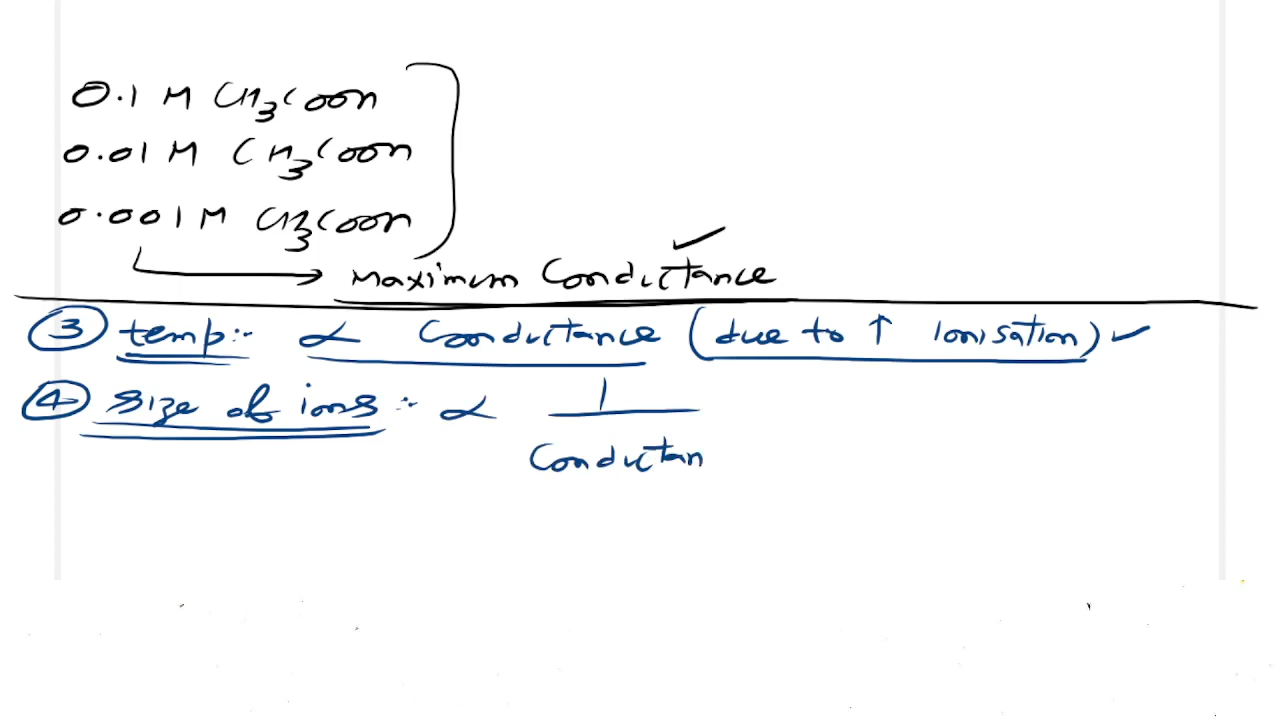 0.1 M CH3COOH
0.01 M CH3COOH
0.001 M CH3COOH
→ Maximum Conductance ✓
③ temp:- ∝ Conductance (due to ↑ Ionisation) ✓
④ size of ions :- ∝ 1
Conductan